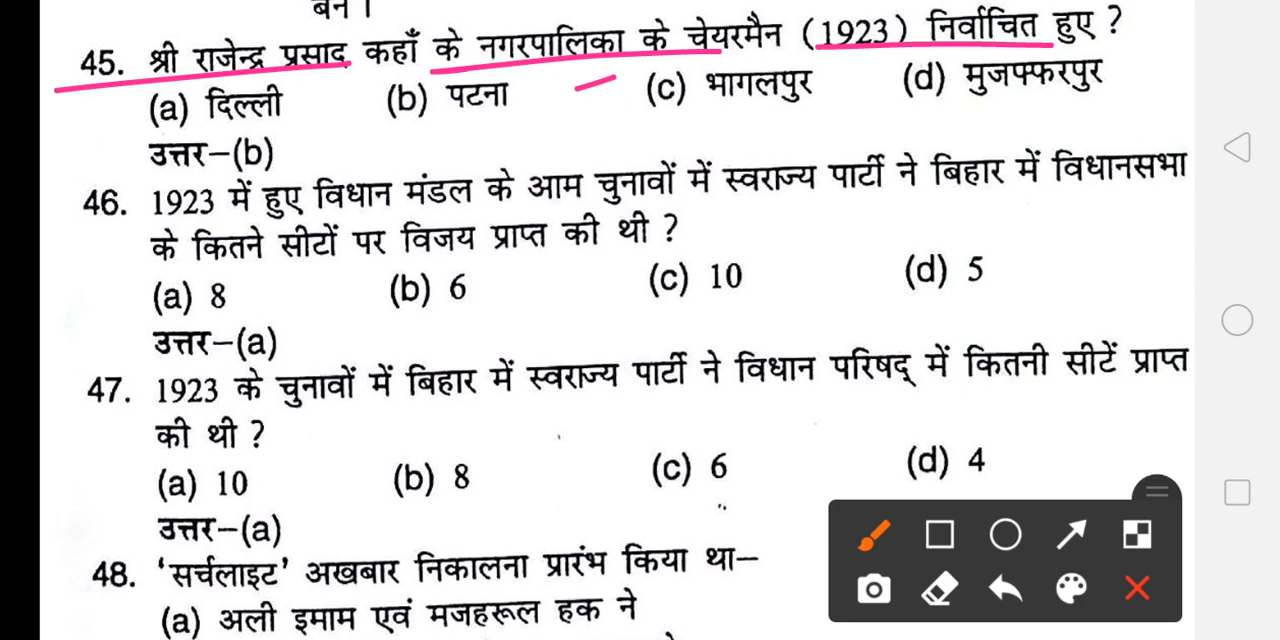 बने।
45. श्री राजेन्द्र प्रसाद कहाँ के नगरपालिका के चेयरमैन (1923) निर्वाचित हुए ?
(a) दिल्ली (b) पटना (c) भागलपुर (d) मुजफ्फरपुर
उत्तर–(b)
46. 1923 में हुए विधान मंडल के आम चुनावों में स्वराज्य पार्टी ने बिहार में विधानसभा
के कितने सीटों पर विजय प्राप्त की थी ?
(a) 8 (b) 6 (c) 10 (d) 5
उत्तर–(a)
47. 1923 के चुनावों में बिहार में स्वराज्य पार्टी ने विधान परिषद् में कितनी सीटें प्राप्त
की थी ?
(a) 10 (b) 8 (c) 6 (d) 4
उत्तर–(a)
48. 'सर्चलाइट' अखबार निकालना प्रारंभ किया था–
(a) अली इमाम एवं मजहरूल हक ने